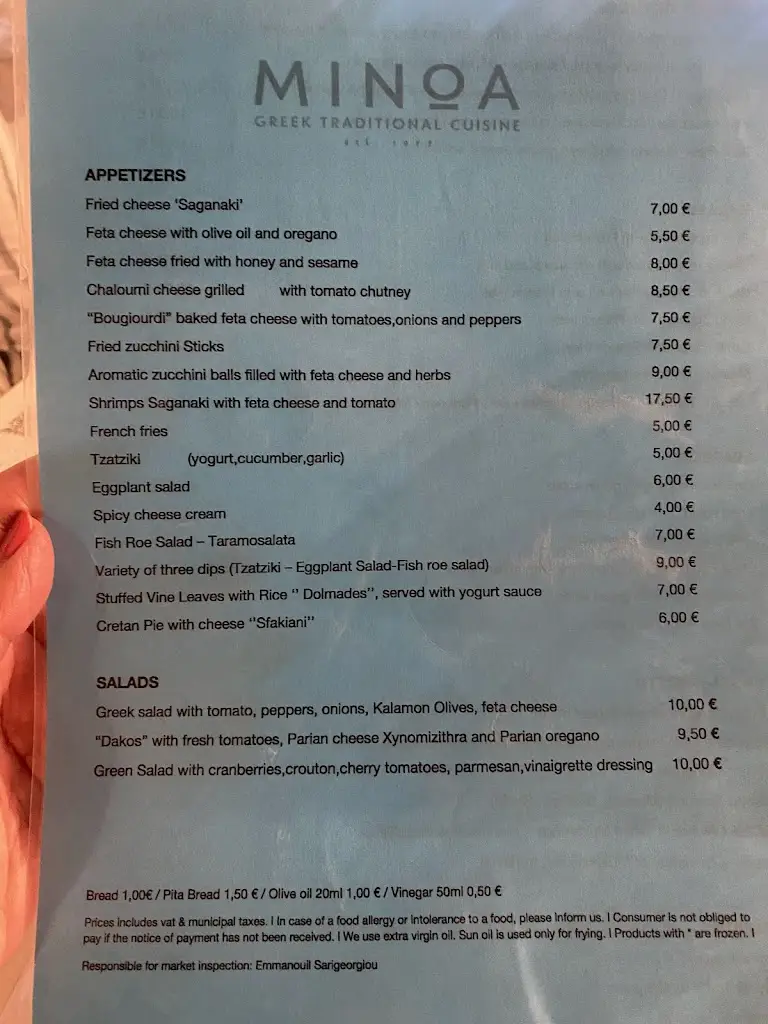 MINOA
GREEK TRADITIONAL CUISINE
est. 1977
APPETIZERS
Fried cheese 'Saganaki' 7,00 €
Feta cheese with olive oil and oregano 5,50 €
Feta cheese fried with honey and sesame 8,00 €
Chaloumi cheese grilled with tomato chutney 8,50 €
"Bougiourdi" baked feta cheese with tomatoes,onions and peppers 7,50 €
Fried zucchini Sticks 7,50 €
Aromatic zucchini balls filled with feta cheese and herbs 9,00 €
Shrimps Saganaki with feta cheese and tomato 17,50 €
French fries 5,00 €
Tzatziki (yogurt,cucumber,garlic) 5,00 €
Eggplant salad 6,00 €
Spicy cheese cream 4,00 €
Fish Roe Salad – Taramosalata 7,00 €
Variety of three dips (Tzatziki – Eggplant Salad-Fish roe salad) 9,00 €
Stuffed Vine Leaves with Rice '' Dolmades'', served with yogurt sauce 7,00 €
Cretan Pie with cheese ''Sfakiani'' 6,00 €
SALADS
Greek salad with tomato, peppers, onions, Kalamon Olives, feta cheese 10,00 €
"Dakos" with fresh tomatoes, Parian cheese Xynomizithra and Parian oregano 9,50 €
Green Salad with cranberries,crouton,cherry tomatoes, parmesan,vinaigrette dressing 10,00 €
Bread 1,00€ / Pita Bread 1,50 € / Olive oil 20ml 1,00 € / Vinegar 50ml 0,50 €
Prices includes vat & municipal taxes. I In case of a food allergy or intolerance to a food, please inform us. I Consumer is not obliged to
pay if the notice of payment has not been received. I We use extra virgin oil. Sun oil is used only for frying. I Products with * are frozen. I
Responsible for market inspection: Emmanouil Sarigeorgiou